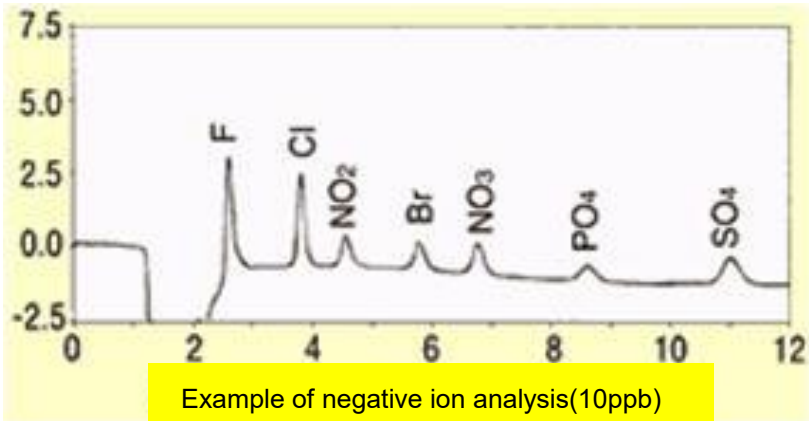 7.5
5.0
2.5
0.0
-2.5
F
Cl
NO2
Br
NO3
PO4
SO4
0 2 4 6 8 10 12
Example of negative ion analysis(10ppb)